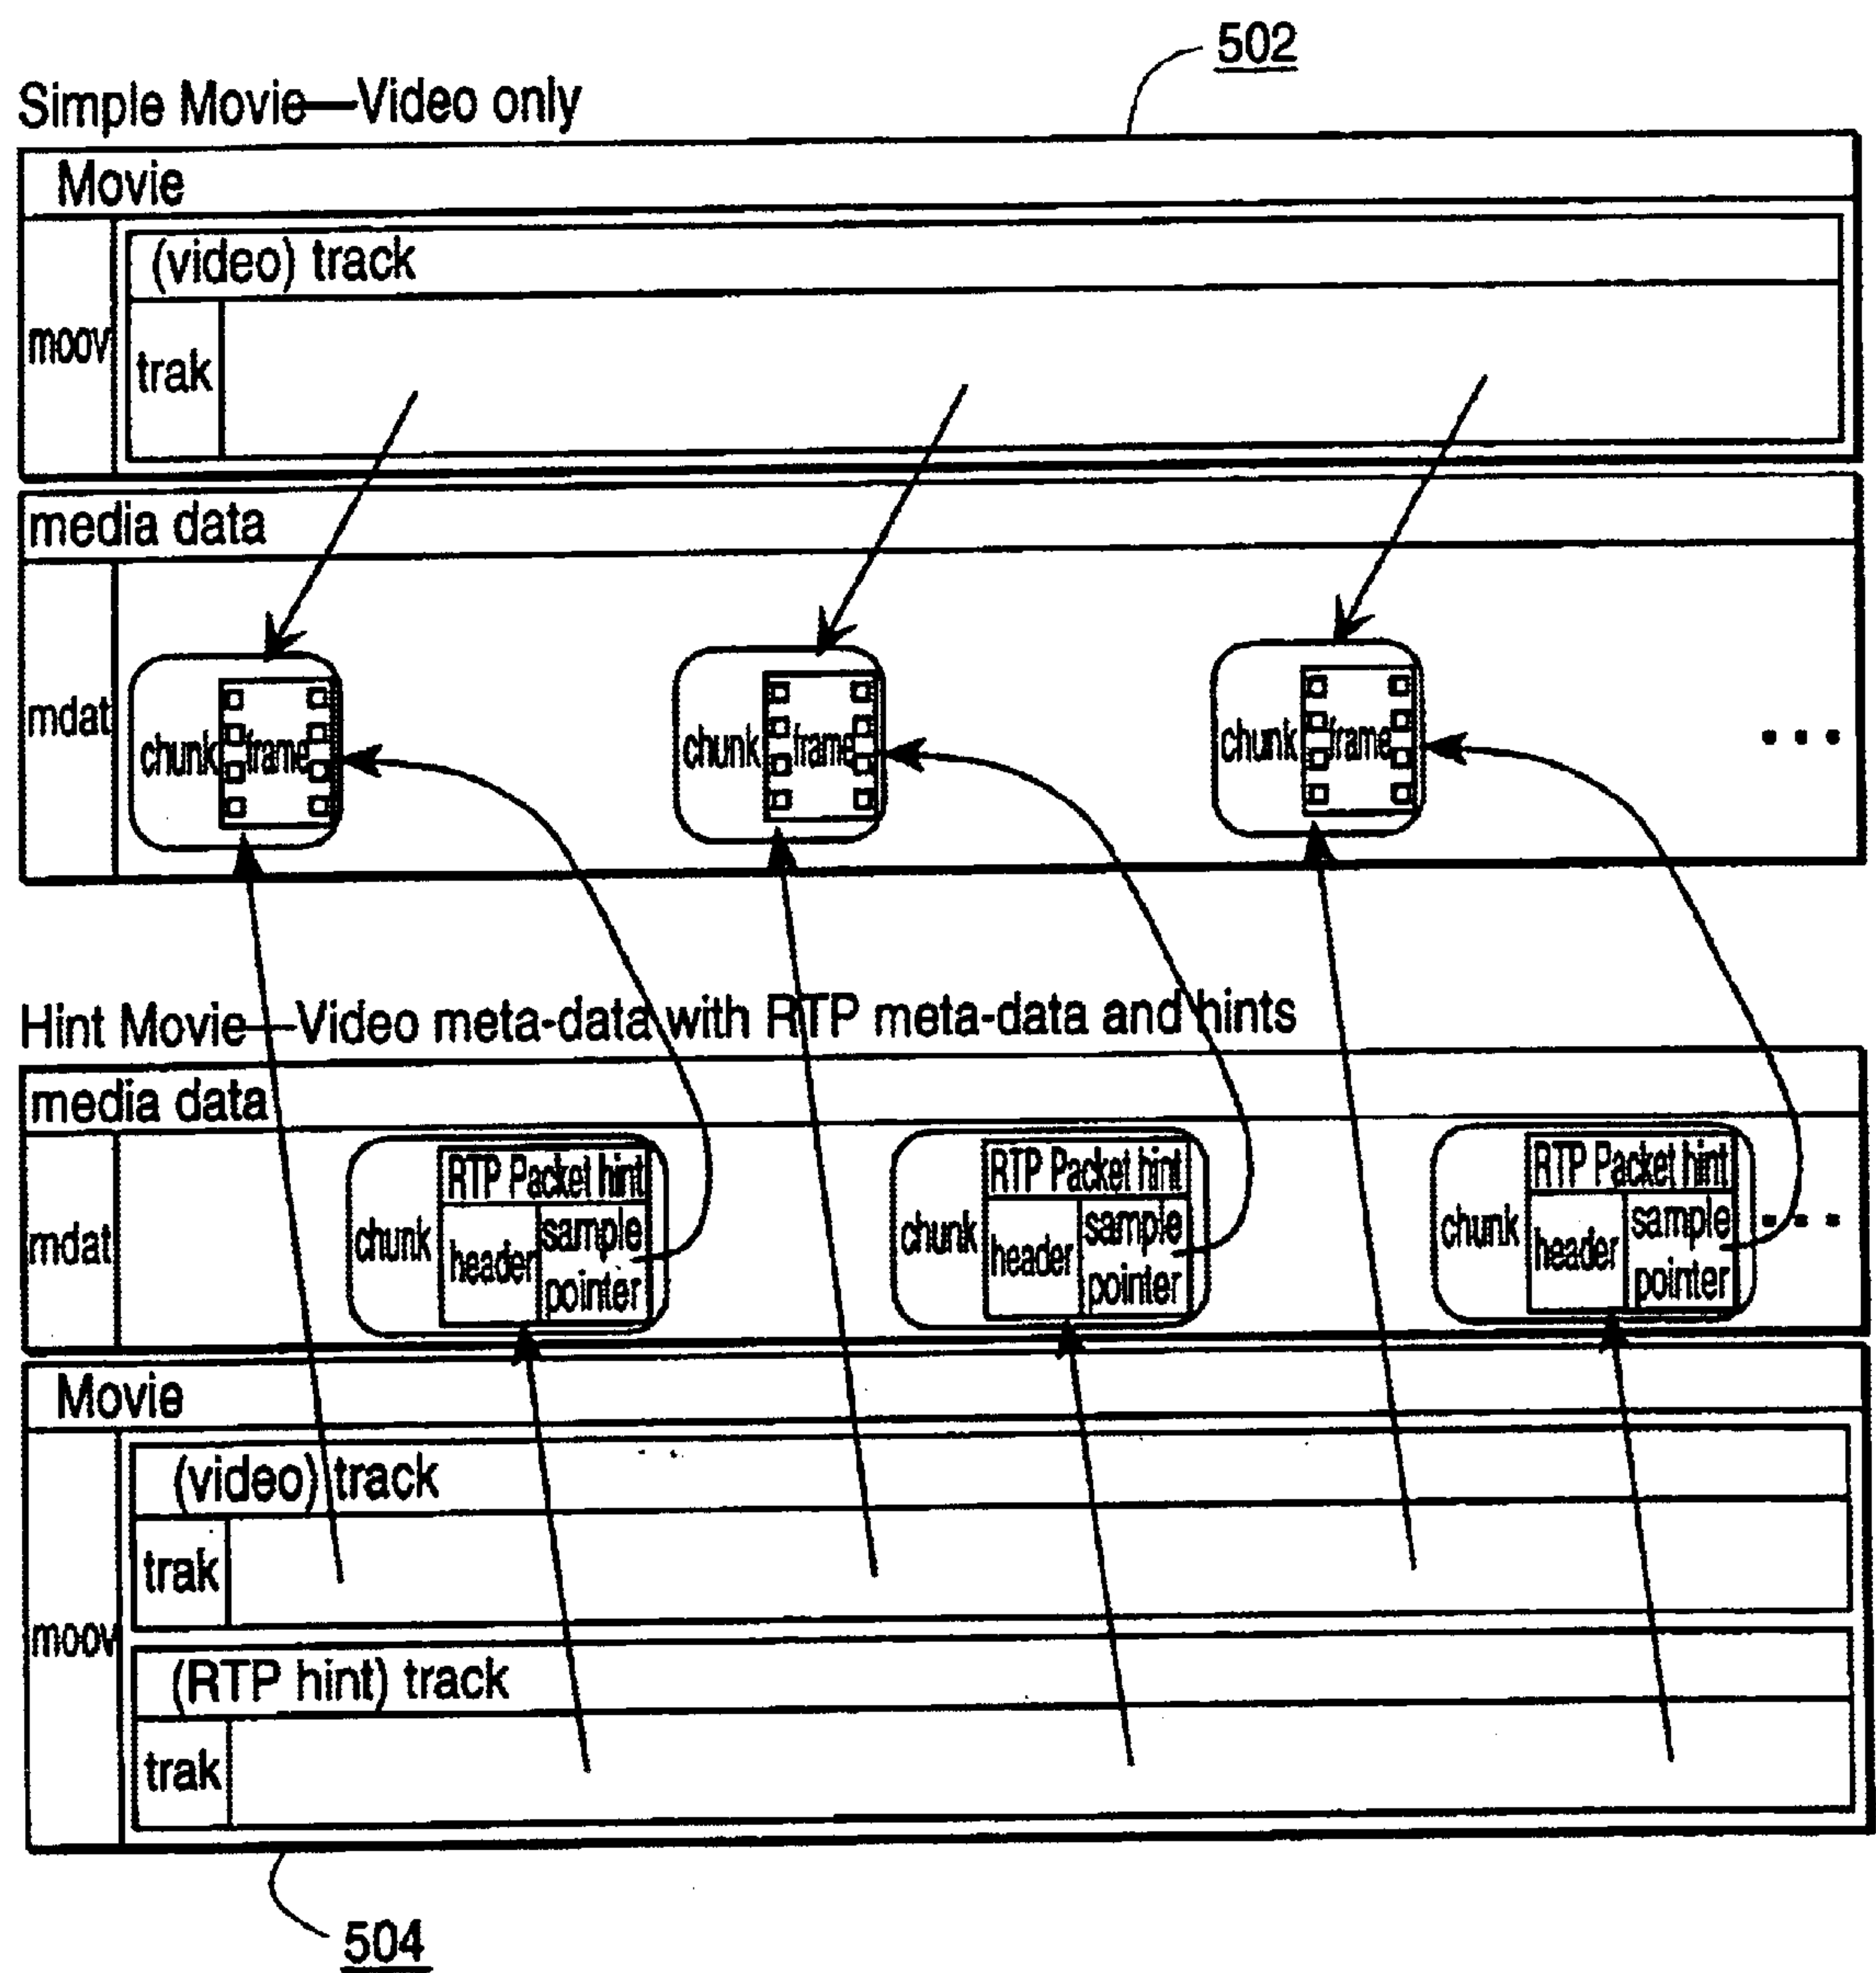 502
Simple Movie—Video only
Movie
(video) track
moov
trak
media data
mdat
chunk frame
chunk frame
chunk frame
Hint Movie—Video meta-data with RTP meta-data and hints
media data
mdat
chunk
RTP Packet hint
header
sample
pointer
chunk
RTP Packet hint
header
sample
pointer
chunk
RTP Packet hint
header
sample
pointer
Movie
(video) track
trak
moov
(RTP hint) track
trak
504